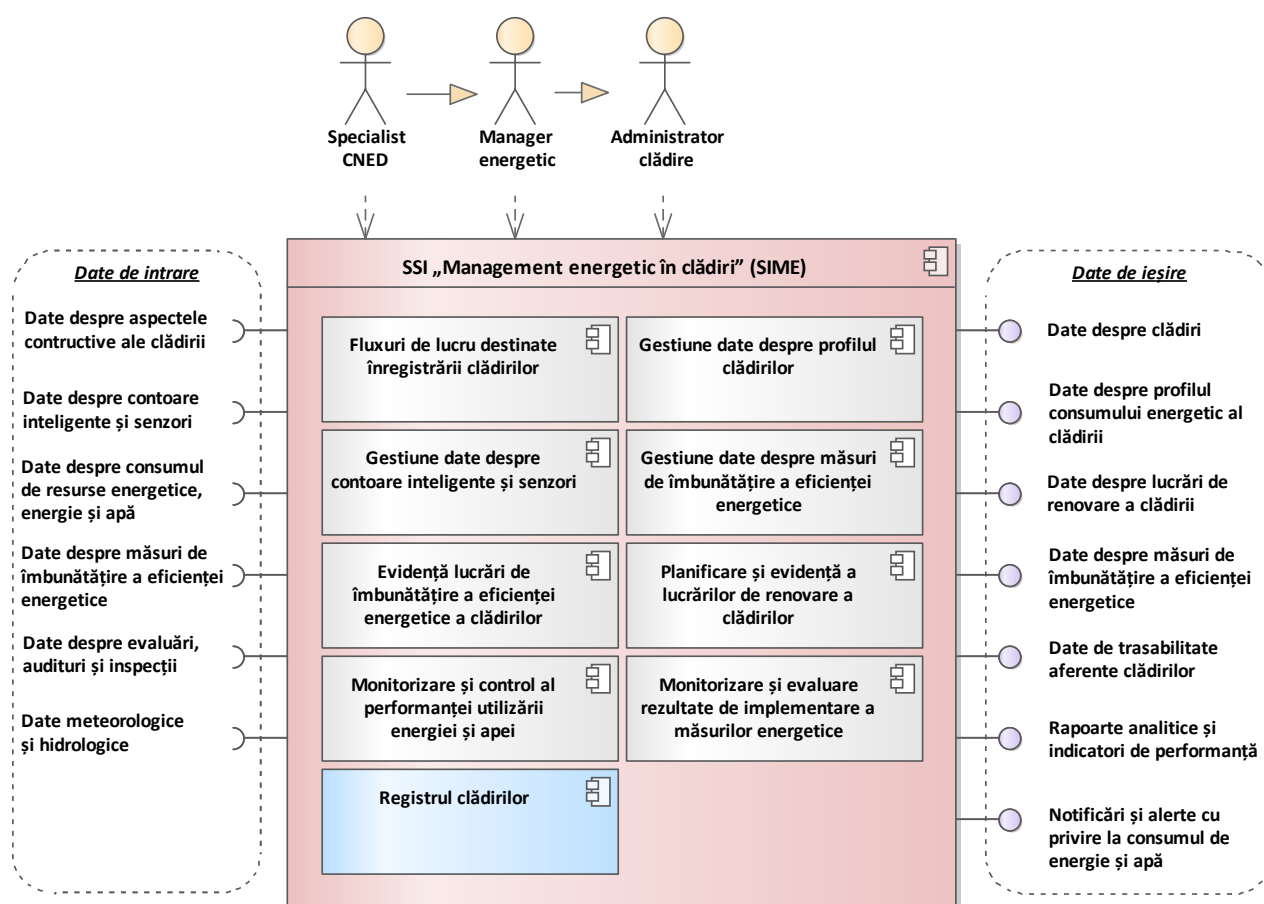 Specialist
CNED
Manager
energetic
Administrator
clădire
Date de intrare
Date despre aspectele
contructive ale clădirii
Date despre contoare
inteligente și senzori
Date despre consumul
de resurse energetice,
energie și apă
Date despre măsuri de
îmbunătățire a eficienței
energetice
Date despre evaluări,
audituri și inspecții
Date meteorologice
și hidrologice
SSI „Management energetic în clădiri” (SIME)
Fluxuri de lucru destinate
înregistrării clădirilor
Gestiune date despre profilul
clădirilor
Gestiune date despre
contoare inteligente și senzori
Gestiune date despre măsuri
de îmbunătățire a eficienței
energetice
Evidență lucrări de
îmbunătățire a eficienței
energetice a clădirilor
Planificare și evidență a
lucrărilor de renovare a
clădirilor
Monitorizare și control al
performanței utilizării
energiei și apei
Monitorizare și evaluare
rezultate de implementare a
măsurilor energetice
Registrul clădirilor
Date de ieșire
Date despre clădiri
Date despre profilul
consumului energetic al
clădirii
Date despre lucrări de
renovare a clădirii
Date despre măsuri de
îmbunătățire a eficienței
energetice
Date de trasabilitate
aferente clădirilor
Rapoarte analitice și
indicatori de performanță
Notificări și alerte cu
privire la consumul de
energie și apă